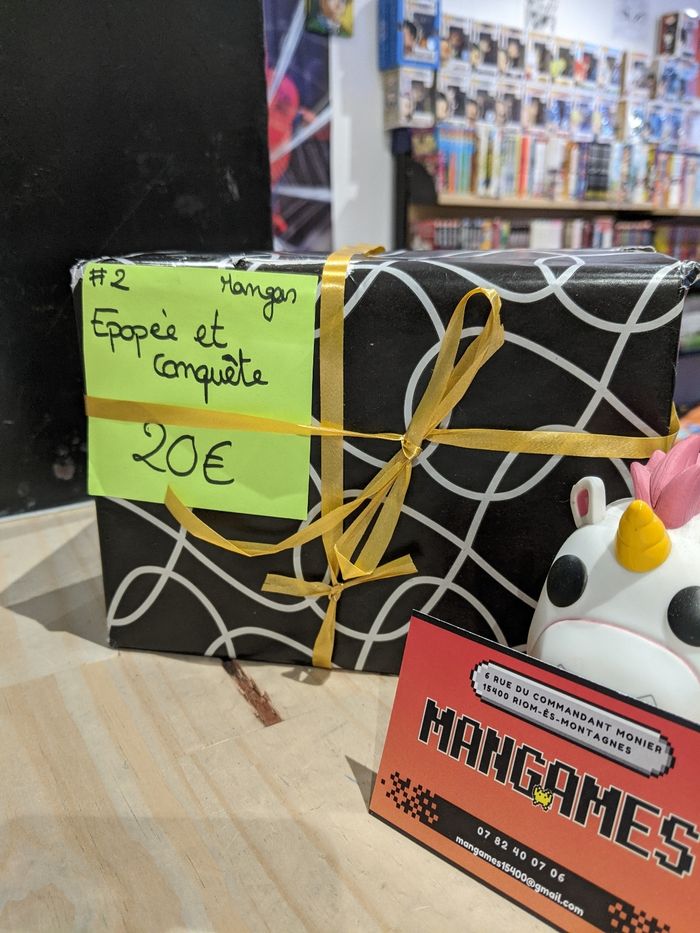 #2 Mangas
Epopée et
conquête
20€
6 RUE DU COMMANDANT MONIER
15400 RIOM-ÈS-MONTAGNES
MANGAMES
07 82 40 07 06
mangames15400@gmail.com